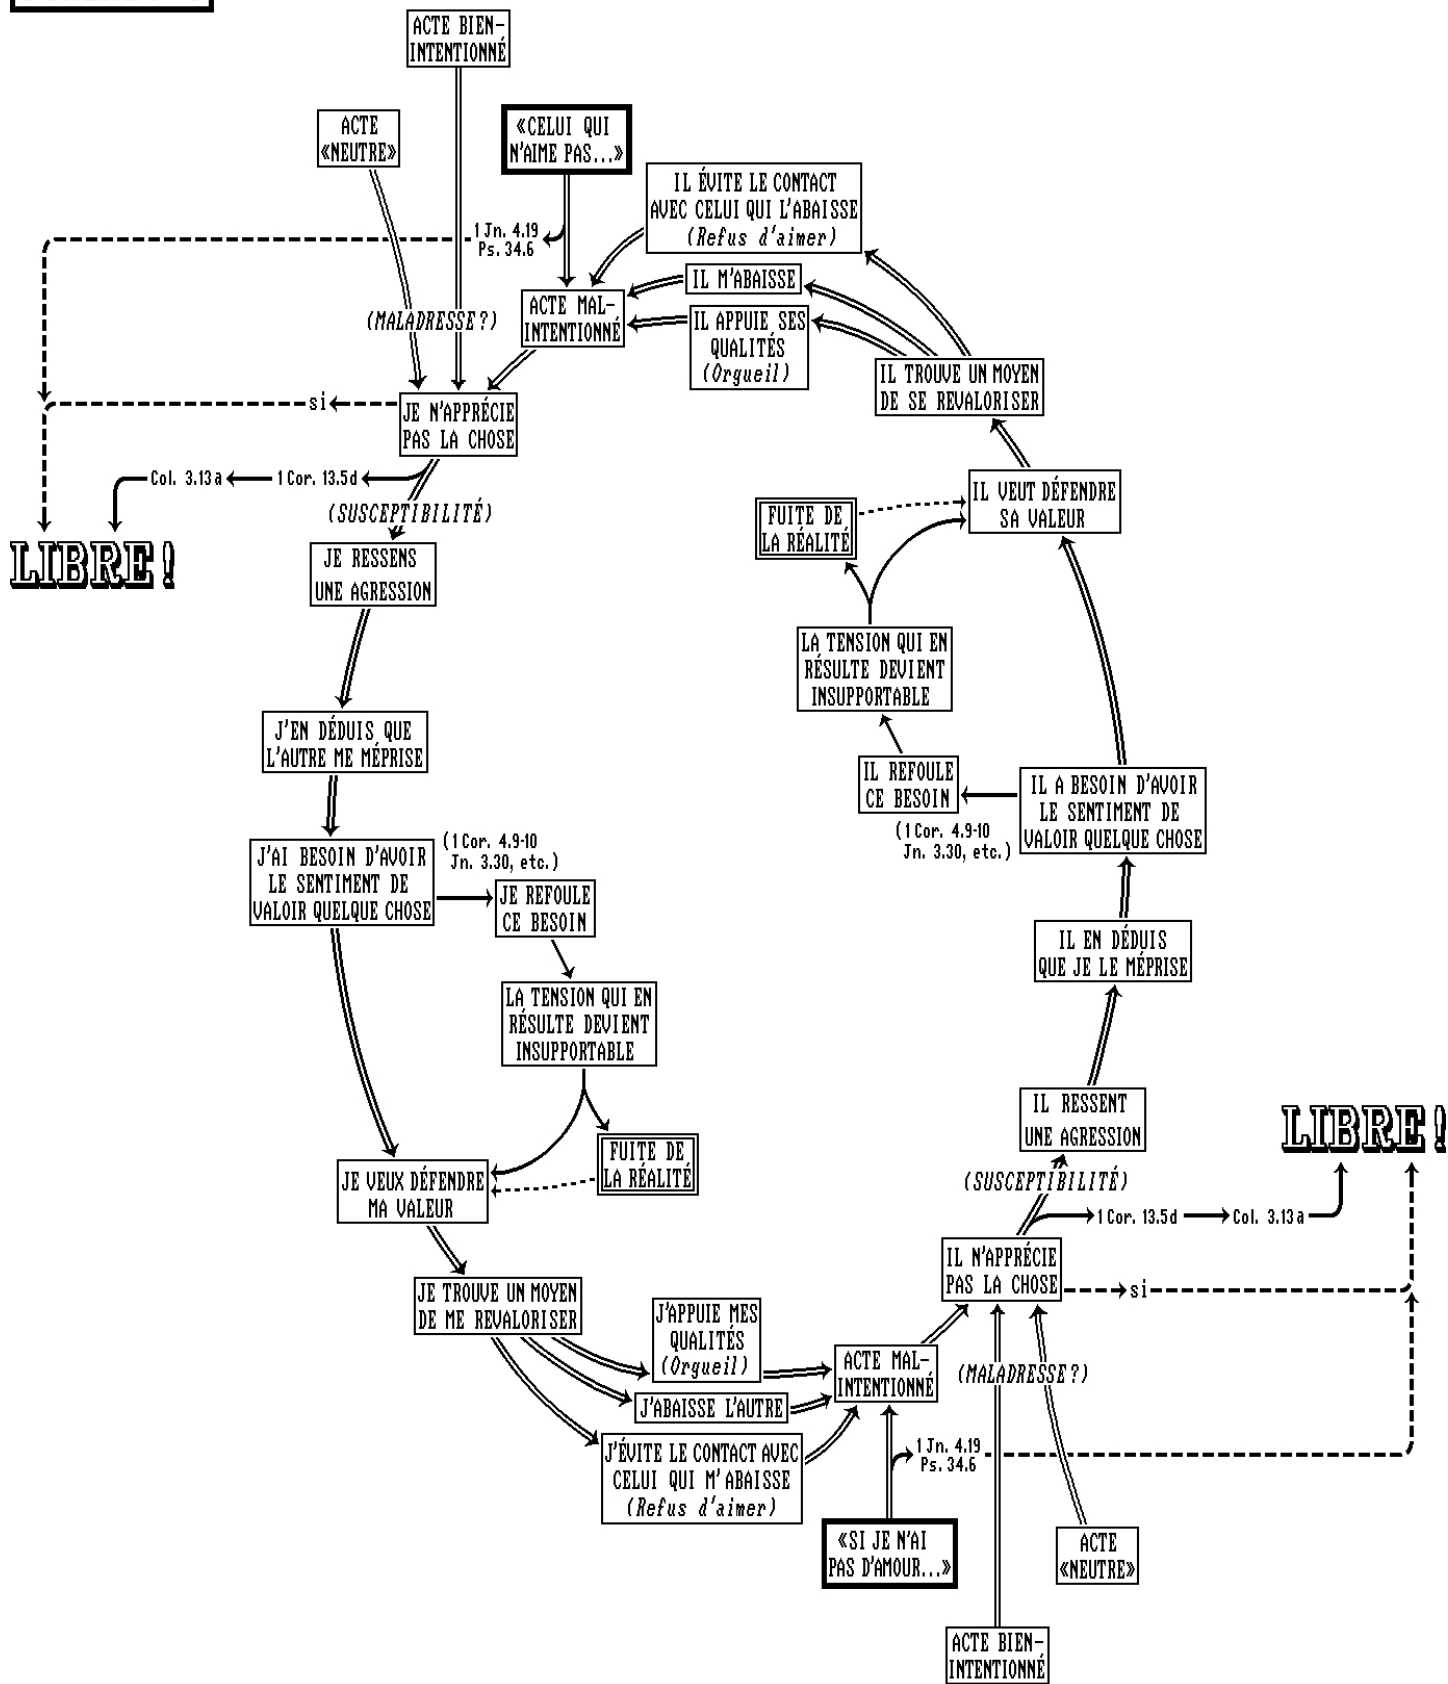 ACTE BIEN-
INTENTIONNÉ
ACTE
«NEUTRE»
«CELUI QUI
N'AIME PAS...»
IL ÉVITE LE CONTACT
AVEC CELUI QUI L'ABAISSE
(Refus d'aimer)
1 Jn. 4.19
Ps. 34.6
IL M'ABAISSE
ACTE MAL-
INTENTIONNÉ
IL APPUIE SES
QUALITÉS
(Orgueil)
(MALADRESSE?)
IL TROUVE UN MOYEN
DE SE REVALORISER
si
JE N'APPRÉCIE
PAS LA CHOSE
Col. 3.13a
1 Cor. 13.5d
(SUSCEPTIBILITÉ)
IL VEUT DÉFENDRE
SA VALEUR
FUITE DE
LA RÉALITÉ
LIBRE!
JE RESSENS
UNE AGRESSION
LA TENSION QUI EN
RÉSULTE DEVIENT
INSUPPORTABLE
J'EN DÉDUIS QUE
L'AUTRE ME MÉPRISE
IL REFOULE
CE BESOIN
IL A BESOIN D'AVOIR
LE SENTIMENT DE
VALOIR QUELQUE CHOSE
(1 Cor. 4.9-10
Jn. 3.30, etc.)
J'AI BESOIN D'AVOIR
LE SENTIMENT DE
VALOIR QUELQUE CHOSE
(1 Cor. 4.9-10
Jn. 3.30, etc.)
JE REFOULE
CE BESOIN
IL EN DÉDUIS
QUE JE LE MÉPRISE
LA TENSION QUI EN
RÉSULTE DEVIENT
INSUPPORTABLE
IL RESSENT
UNE AGRESSION
LIBRE!
FUITE DE
LA RÉALITÉ
JE VEUX DÉFENDRE
MA VALEUR
(SUSCEPTIBILITÉ)
1 Cor. 13.5d
Col. 3.13a
IL N'APPRÉCIE
PAS LA CHOSE
si
JE TROUVE UN MOYEN
DE ME REVALORISER
J'APPUIE MES
QUALITÉS
(Orgueil)
ACTE MAL-
INTENTIONNÉ
(MALADRESSE?)
J'ABAISSE L'AUTRE
J'ÉVITE LE CONTACT AVEC
CELUI QUI M'ABAISSE
(Refus d'aimer)
1 Jn. 4.19
Ps. 34.6
«SI JE N'AI
PAS D'AMOUR...»
ACTE
«NEUTRE»
ACTE BIEN-
INTENTIONNÉ